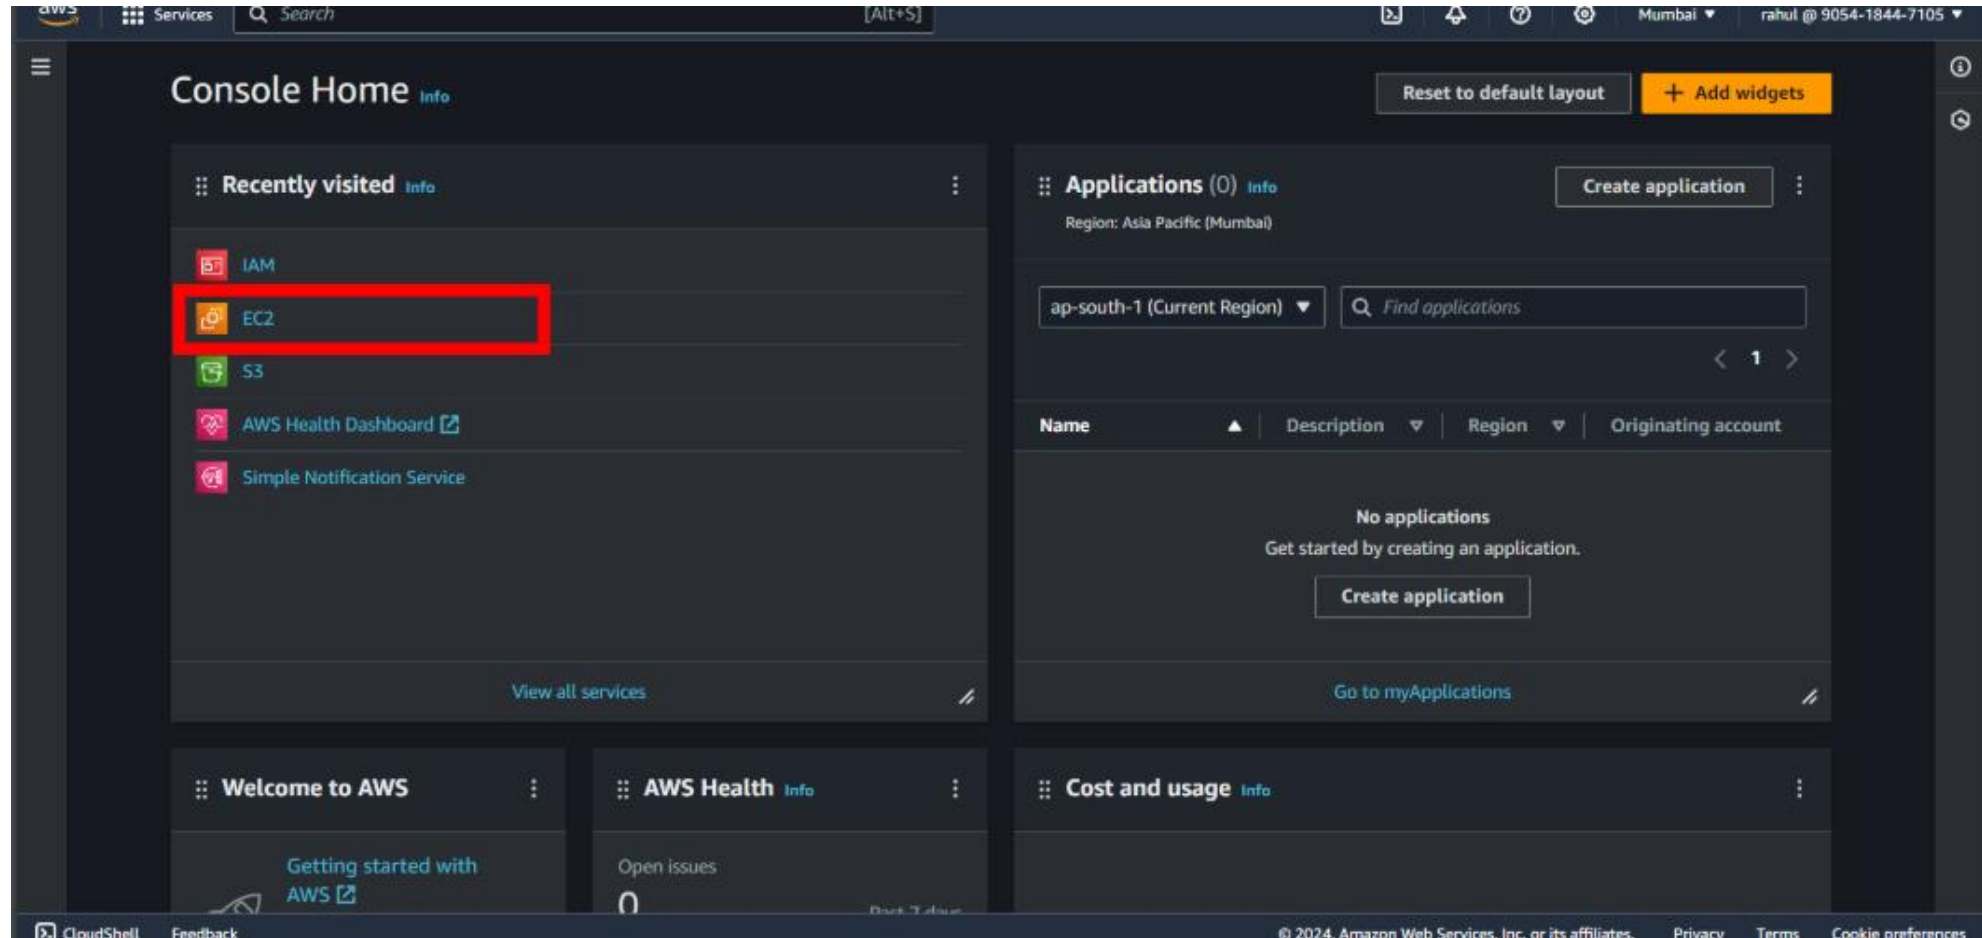 aws Services Search [Alt+S] Mumbai ▼ rahul @ 9054-1844-7105 ▼
Console Home Info
Reset to default layout
+ Add widgets
Recently visited Info
IAM
EC2
S3
AWS Health Dashboard
Simple Notification Service
View all services
Applications (0) Info
Create application
Region: Asia Pacific (Mumbai)
ap-south-1 (Current Region) ▼
Find applications
< 1 >
Name ▲ Description ▼ Region ▼ Originating account
No applications
Get started by creating an application.
Create application
Go to myApplications
Welcome to AWS
Getting started with
AWS
AWS Health Info
Open issues
0
Past 7 days
Cost and usage Info
CloudShell Feedback © 2024, Amazon Web Services, Inc. or its affiliates. Privacy Terms Cookie preferences